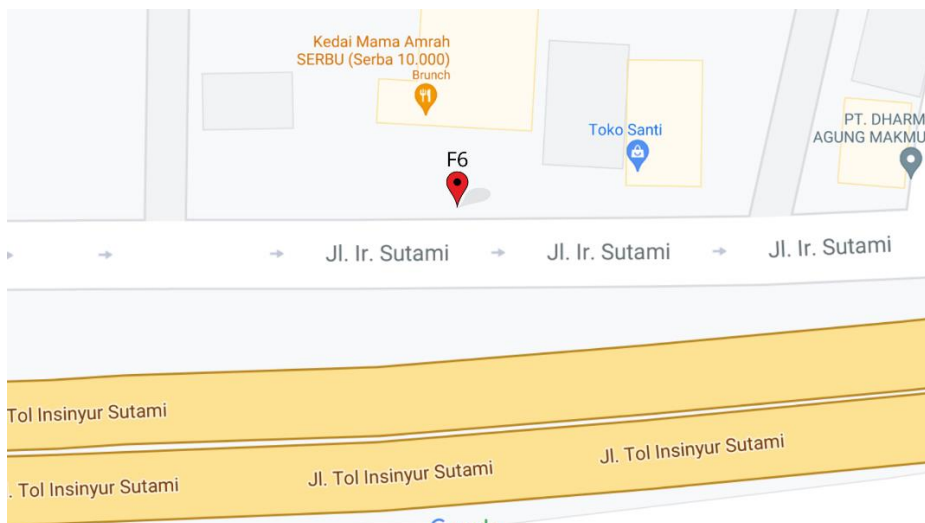 Kedai Mama Amrah
SERBU (Serba 10.000)
Brunch
Toko Santi
PT. DHARM
AGUNG MAKMU
F6
Jl. Ir. Sutami
Jl. Ir. Sutami
Jl. Ir. Sutami
Tol Insinyur Sutami
. Tol Insinyur Sutami
Jl. Tol Insinyur Sutami
Jl. Tol Insinyur Sutami